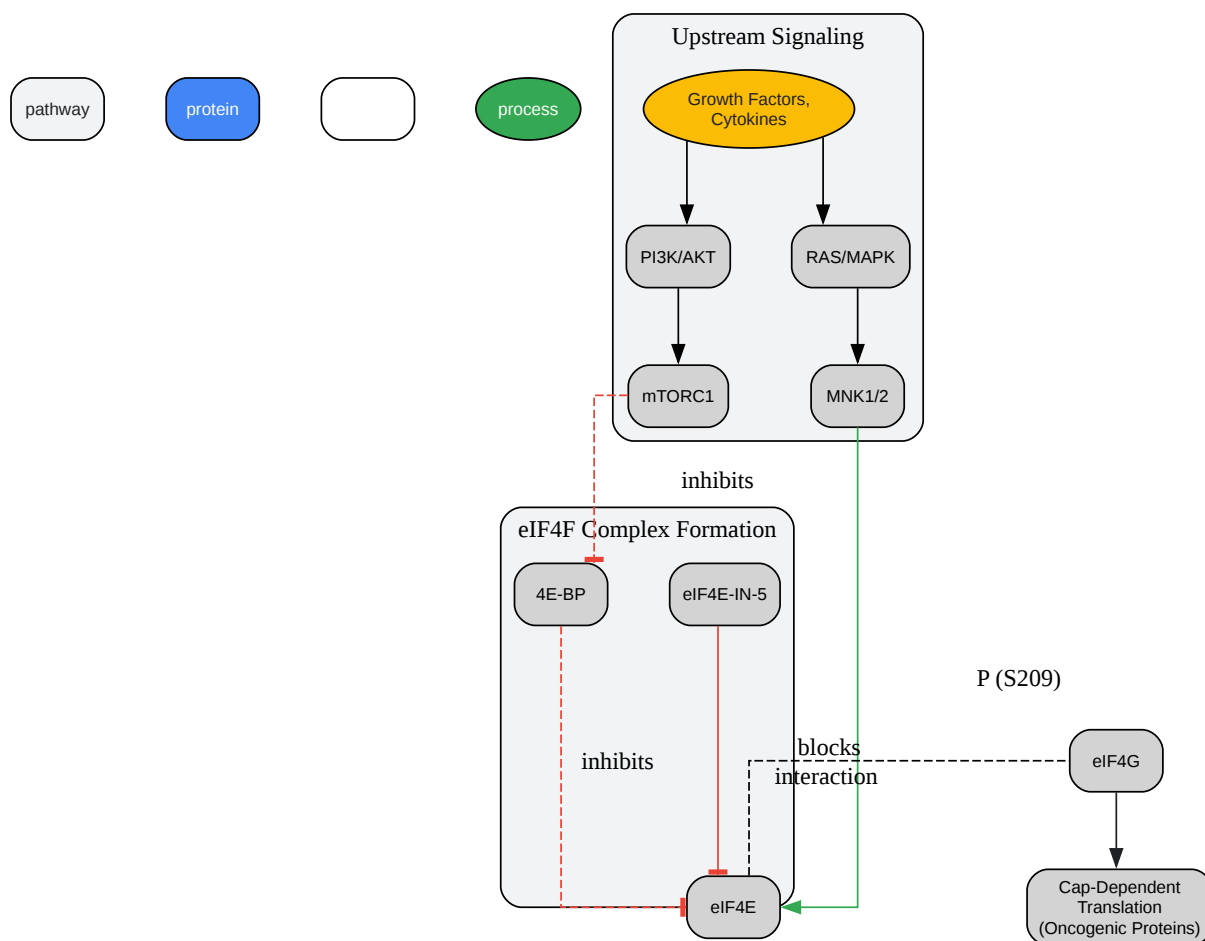 Upstream Signaling
pathway
protein
process
Growth Factors,
Cytokines
PI3K/AKT
RAS/MAPK
mTORC1
MNK1/2
inhibits
eIF4F Complex Formation
4E-BP
eIF4E-IN-5
P (S209)
inhibits
blocks
interaction
eIF4G
eIF4E
Cap-Dependent
Translation
(Oncogenic Proteins)